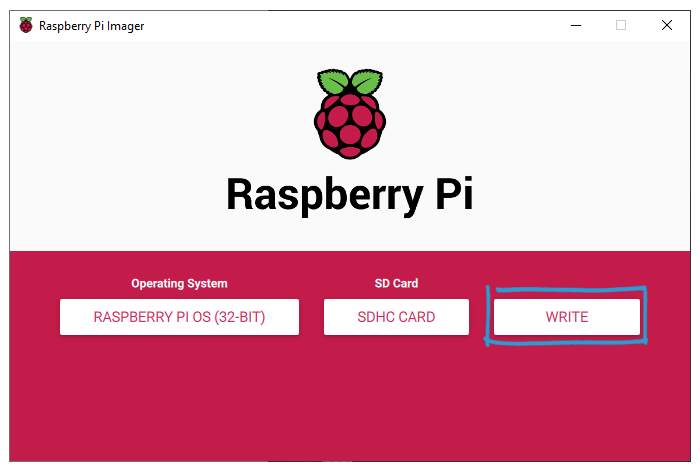 Raspberry Pi Imager
Raspberry Pi
Operating System
SD Card
RASPBERRY PI OS (32-BIT)
SDHC CARD
WRITE